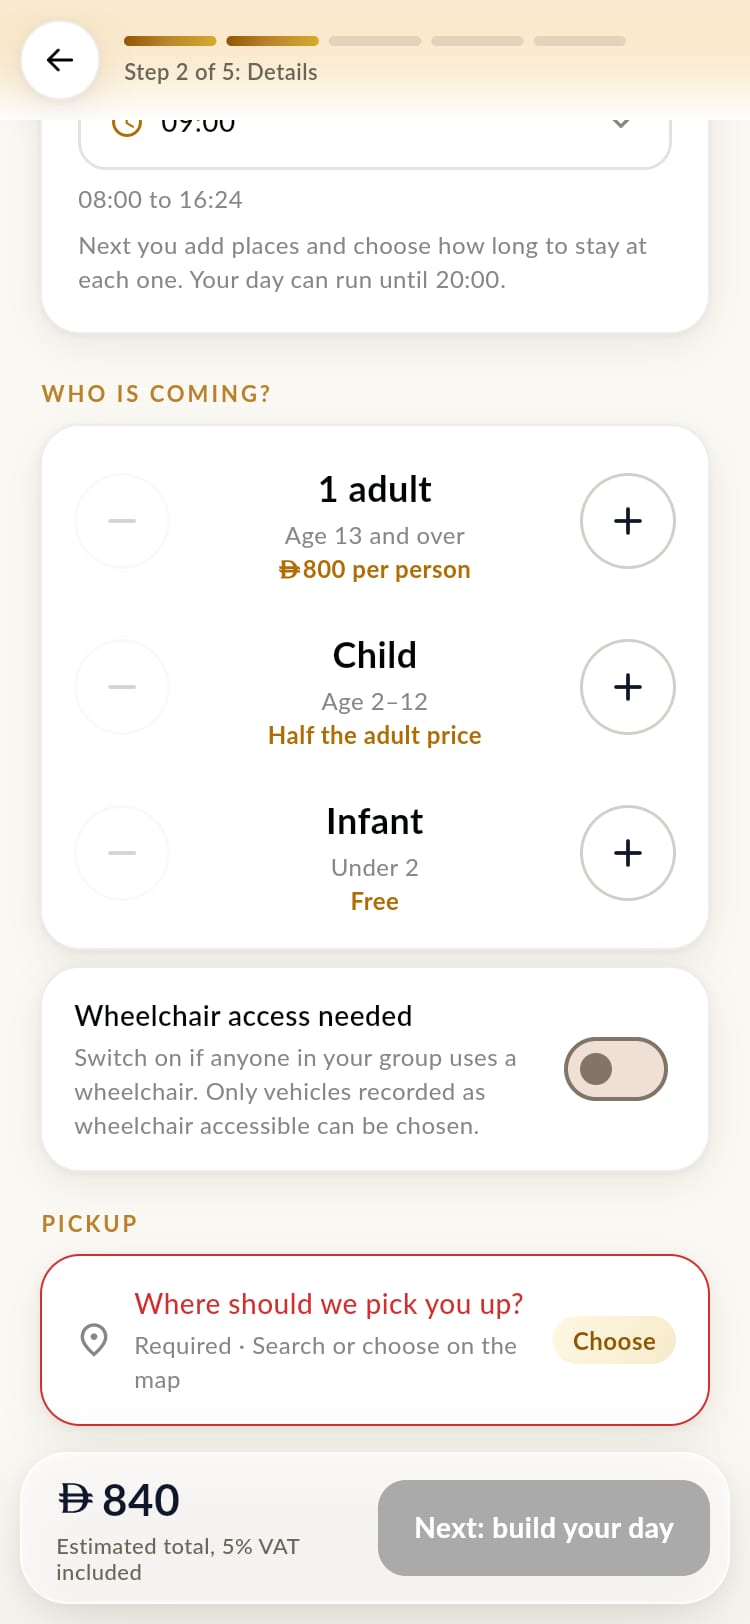 Step 2 of 5: Details
09:00
08:00 to 16:24
Next you add places and choose how long to stay at
each one. Your day can run until 20:00.
WHO IS COMING?
1 adult
Age 13 and over
800 per person
Child
Age 2–12
Half the adult price
Infant
Under 2
Free
Wheelchair access needed
Switch on if anyone in your group uses a
wheelchair. Only vehicles recorded as
wheelchair accessible can be chosen.
PICKUP
Where should we pick you up?
Required · Search or choose on the
map
Choose
840
Estimated total, 5% VAT
included
Next: build your day